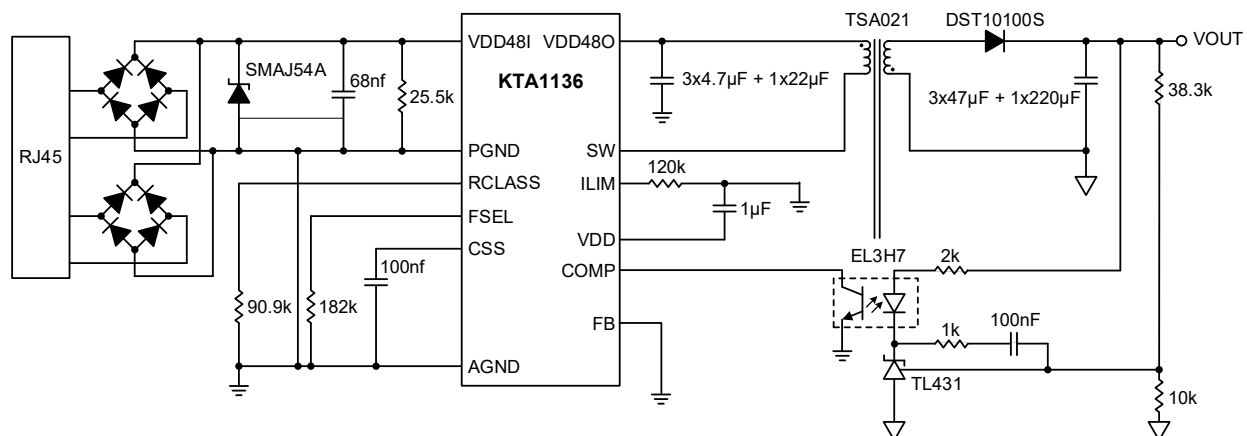 TSA021
DST10100S
VDD48I
VDD48O
VOUT
KTA1136
SMAJ54A
68nf
25.5k
3x4.7µF + 1x22µF
3x47µF + 1x220µF
38.3k
RJ45
PGND
SW
RCLASS
ILIM
120k
FSEL
1µF
CSS
VDD
100nf
COMP
EL3H7
2k
90.9k
182k
FB
1k
100nF
AGND
TL431
10k